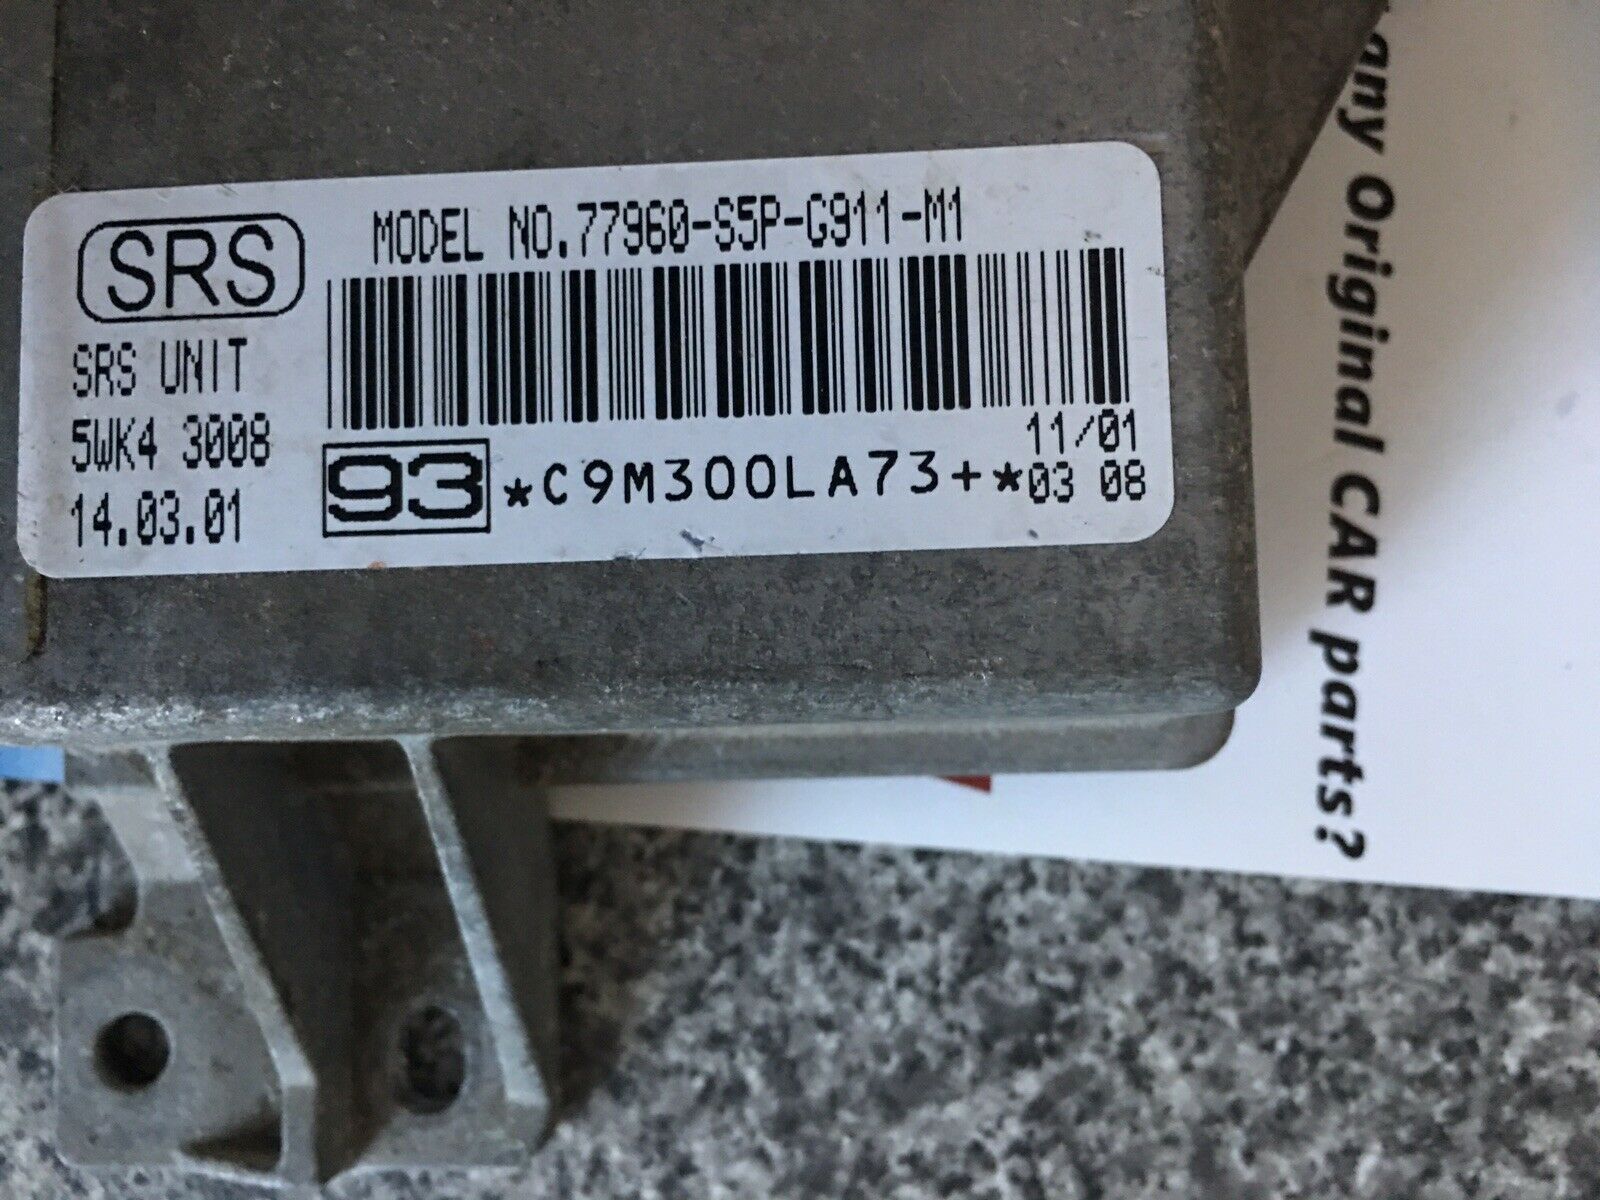 SRS
MODEL NO.77960-S5P-G911-M1
SRS UNIT
5WK4 3008
14.03.01
93
*C9M300LA73+*
11/01
03 08
any Original CAR parts?